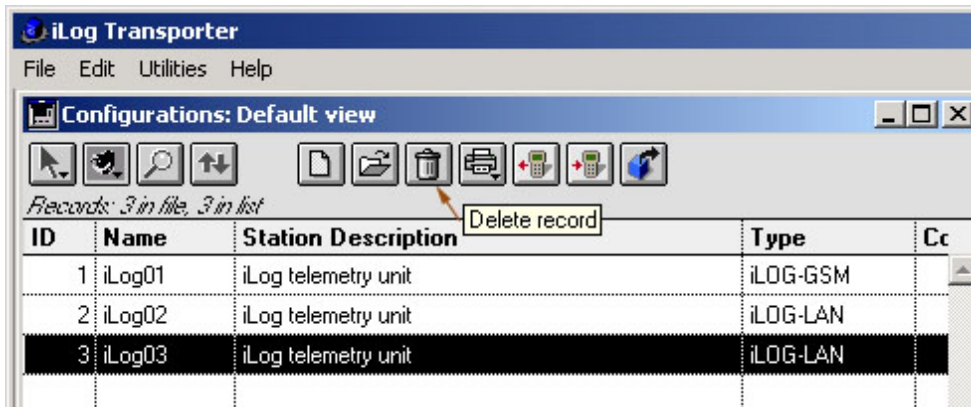 iLog Transporter
File Edit Utilities Help
Configurations: Default view
Records: 3 in file, 3 in list
Delete record
ID Name Station Description Type Cc
1 iLog01 iLog telemetry unit iLOG-GSM
2 iLog02 iLog telemetry unit iLOG-LAN
3 iLog03 iLog telemetry unit iLOG-LAN